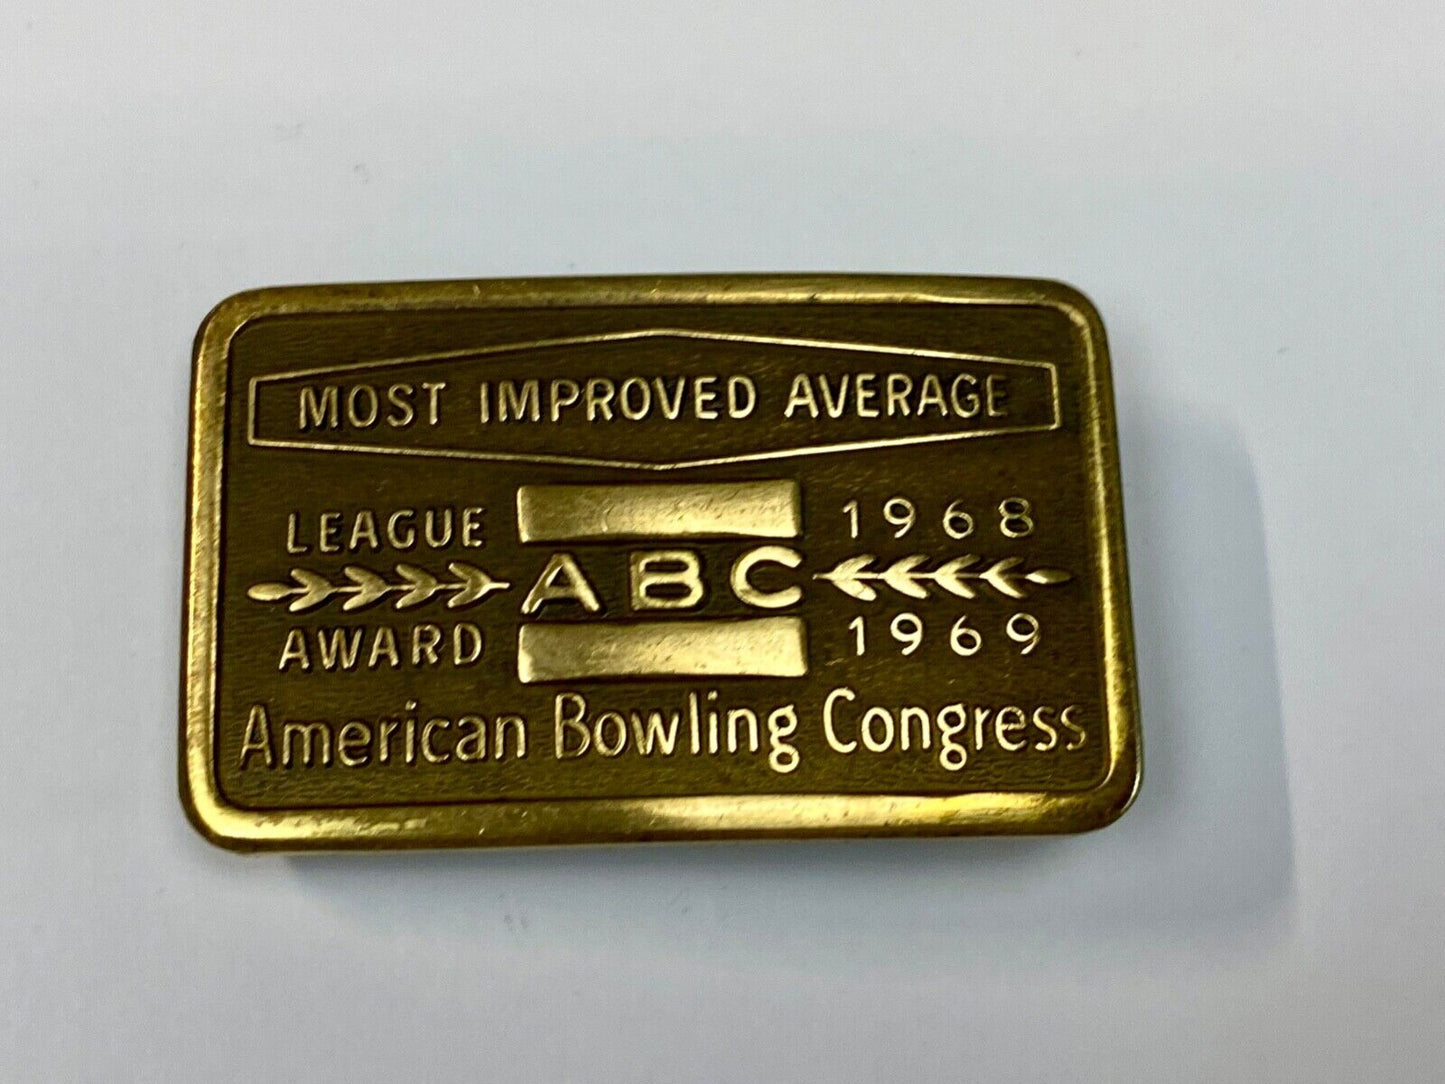 MOST IMPROVED AVERAGE
LEAGUE
AWARD
ABC
1968
1969
American Bowling Congress